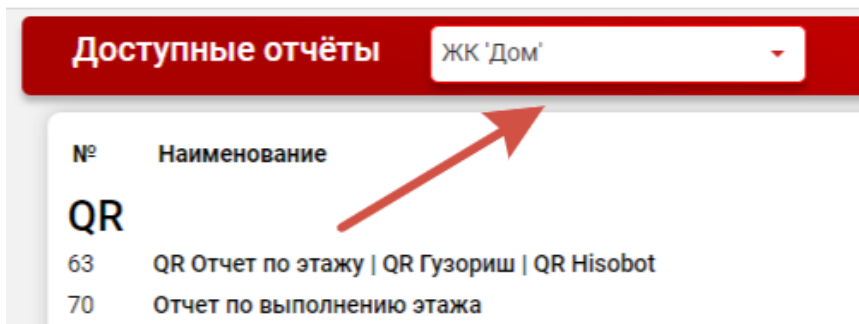 Доступные отчёты ЖК 'Дом'
№ Наименование
QR
63 QR Отчет по этажу | QR Гузориш | QR Hisobot
70 Отчет по выполнению этажа